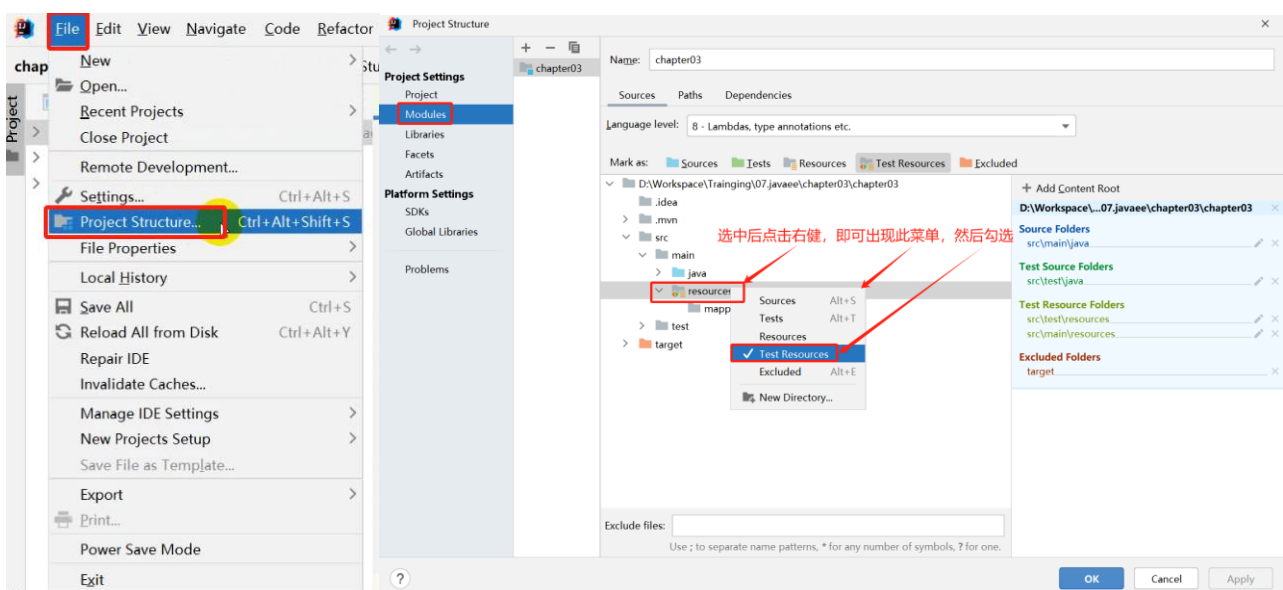 File Edit View Navigate Code Refactor
chap
Project
New
Open...
Recent Projects
Close Project
Remote Development...
Settings... Ctrl+Alt+S
Project Structure... Ctrl+Alt+Shift+S
File Properties
Local History
Save All Ctrl+S
Reload All from Disk Ctrl+Alt+Y
Repair IDE
Invalidate Caches...
Manage IDE Settings
New Projects Setup
Save File as Template...
Export
Print...
Power Save Mode
Exit
Project Structure
Project Settings
Project
Modules
Libraries
Facets
Artifacts
Platform Settings
SDKs
Global Libraries
Problems
chapter03
Name: chapter03
Sources Paths Dependencies
Language level: 8 - Lambdas, type annotations etc.
Mark as: Sources Tests Resources Test Resources Excluded
D:\Workspace\Trainging\07.javaee\chapter03\chapter03
.idea
.mvn
src
main
java
resources
mapp
test
target
选中后点击右健，即可出现此菜单，然后勾选
Sources Alt+S
Tests Alt+T
Resources
Test Resources
Excluded Alt+E
New Directory...
+ Add Content Root
D:\Workspace\...07.javaee\chapter03\chapter03
Source Folders
src\main\java
Test Source Folders
src\test\java
Test Resource Folders
src\test\resources
src\main\resources
Excluded Folders
target
Exclude files:
Use ; to separate name patterns, * for any number of symbols, ? for one.
?
OK Cancel Apply